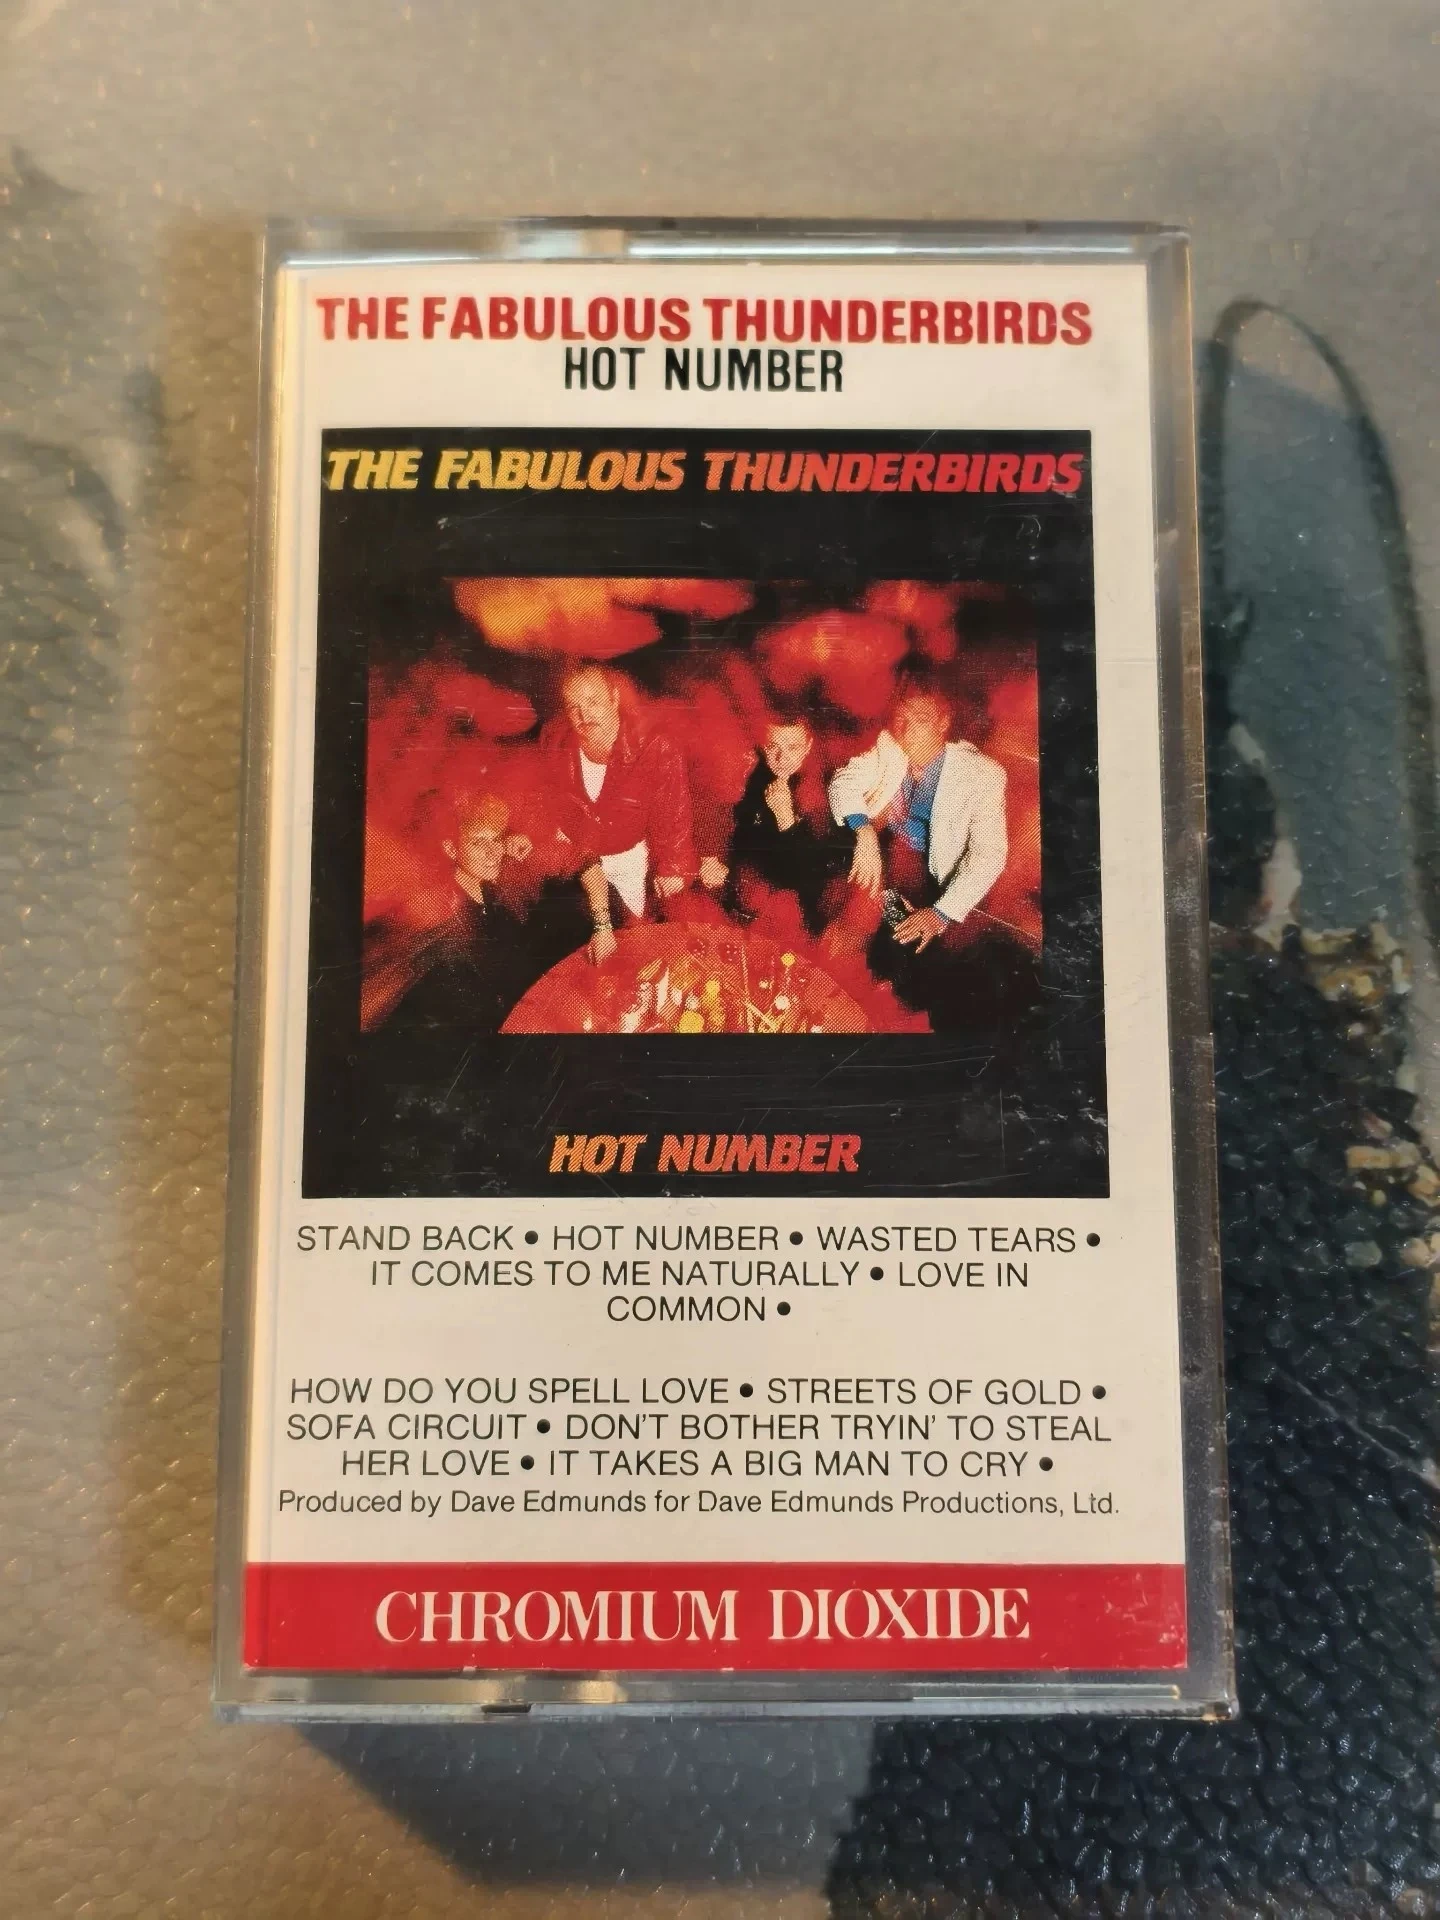 THE FABULOUS THUNDERBIRDS
HOT NUMBER
THE FABULOUS THUNDERBIRDS
HOT NUMBER
STAND BACK • HOT NUMBER • WASTED TEARS •
IT COMES TO ME NATURALLY • LOVE IN
COMMON •
HOW DO YOU SPELL LOVE • STREETS OF GOLD •
SOFA CIRCUIT • DON'T BOTHER TRYIN' TO STEAL
HER LOVE • IT TAKES A BIG MAN TO CRY •
Produced by Dave Edmunds for Dave Edmunds Productions, Ltd.
CHROMIUM DIOXIDE